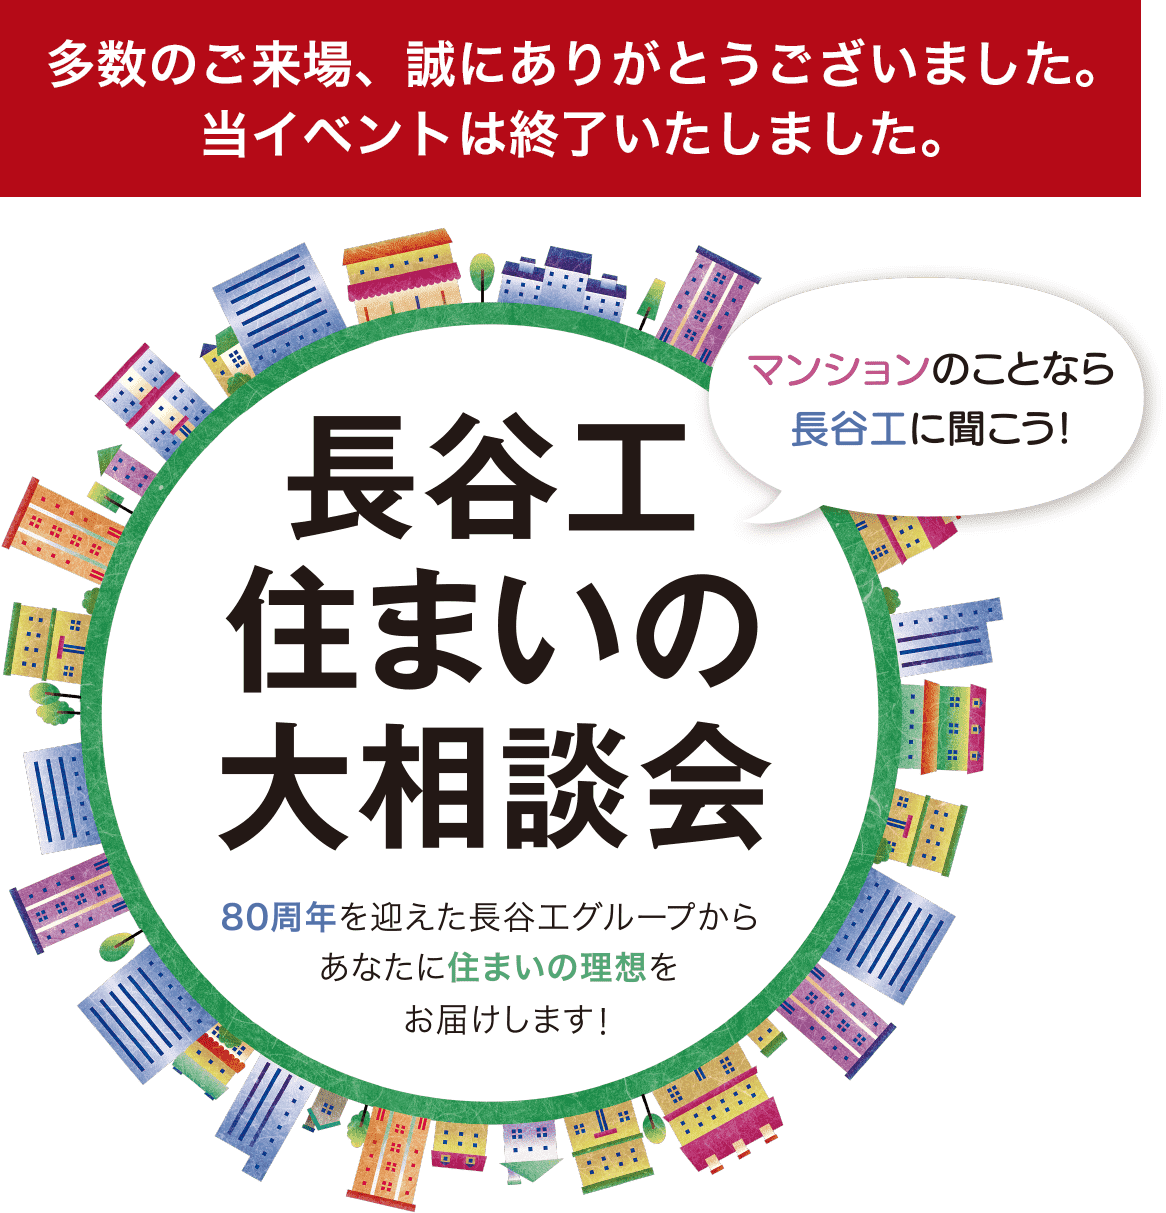 多数のご来場、誠にありがとうございました。
当イベントは終了いたしました。
マンションのことなら
長谷工に聞こう!
長谷工
住まいの
大相談会
80周年を迎えた長谷工グループから
あなたに住まいの理想を
お届けします!